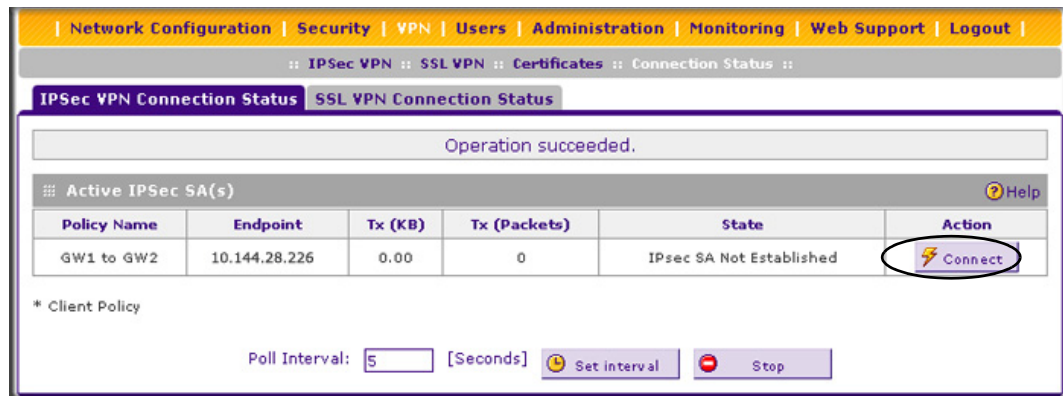 | Network Configuration | Security | VPN | Users | Administration | Monitoring | Web Support | Logout |
:: IPSec VPN :: SSL VPN :: Certificates :: Connection Status ::
IPSec VPN Connection Status SSL VPN Connection Status
Operation succeeded.
Active IPSec SA(s) ? Help
Policy Name Endpoint Tx (KB) Tx (Packets) State Action
GW1 to GW2 10.144.28.226 0.00 0 IPsec SA Not Established Connect
* Client Policy
Poll Interval: 5 [Seconds] Set interval Stop